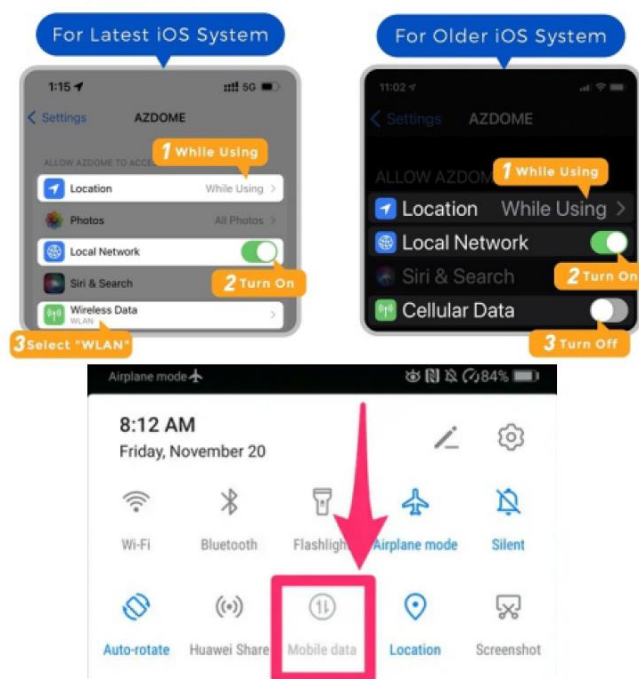 For Latest iOS System
1:15
5G
Settings
AZDOME
ALLOW AZDOME TO
1 While Using
Location
While Using
Photos
All Photos
Local Network
Siri & Search
2 Turn On
Wireless Data
WLAN
3 Select "WLAN"
For Older iOS System
11:02
Settings
AZDOME
ALLOW
1 While Using
Location
While Using
Local Network
Siri & Search
2 Turn On
Cellular Data
3 Turn Off
Airplane mode
84%
8:12 AM
Friday, November 20
Wi-Fi Bluetooth Airplane mode Silent
Auto-rotate Huawei Share Mobile data Location Screenshot